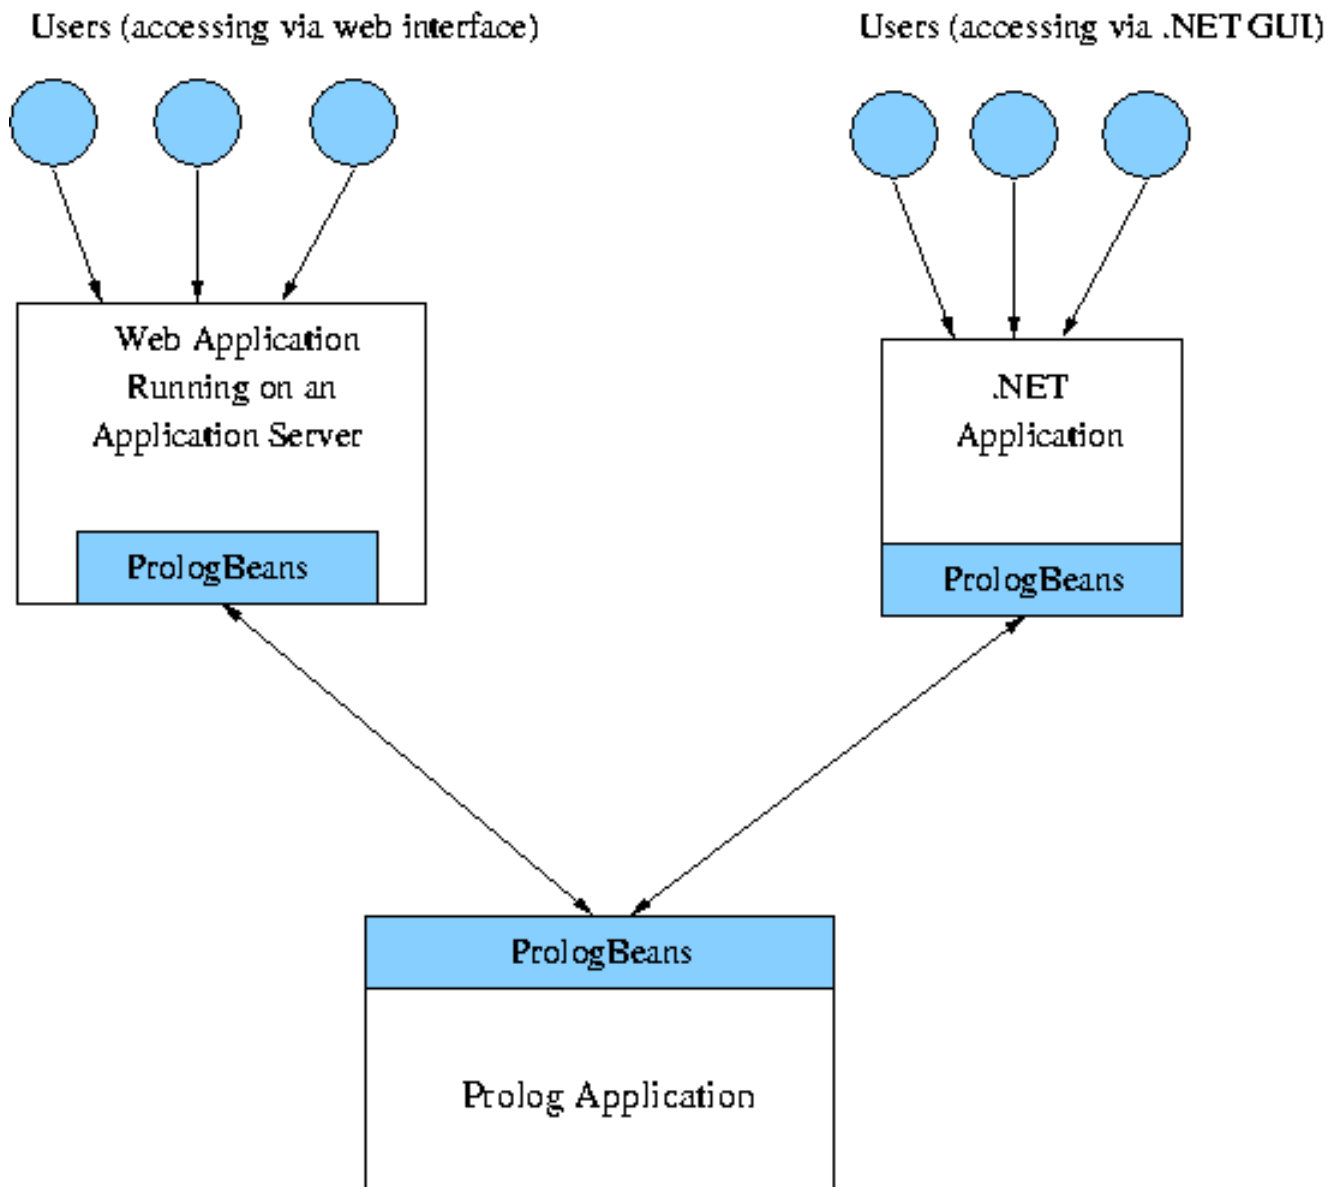 Users (accessing via web interface)
Users (accessing via .NET GUI)
Web Application
Running on an
Application Server
PrologBeans
.NET
Application
PrologBeans
PrologBeans
Prolog Application